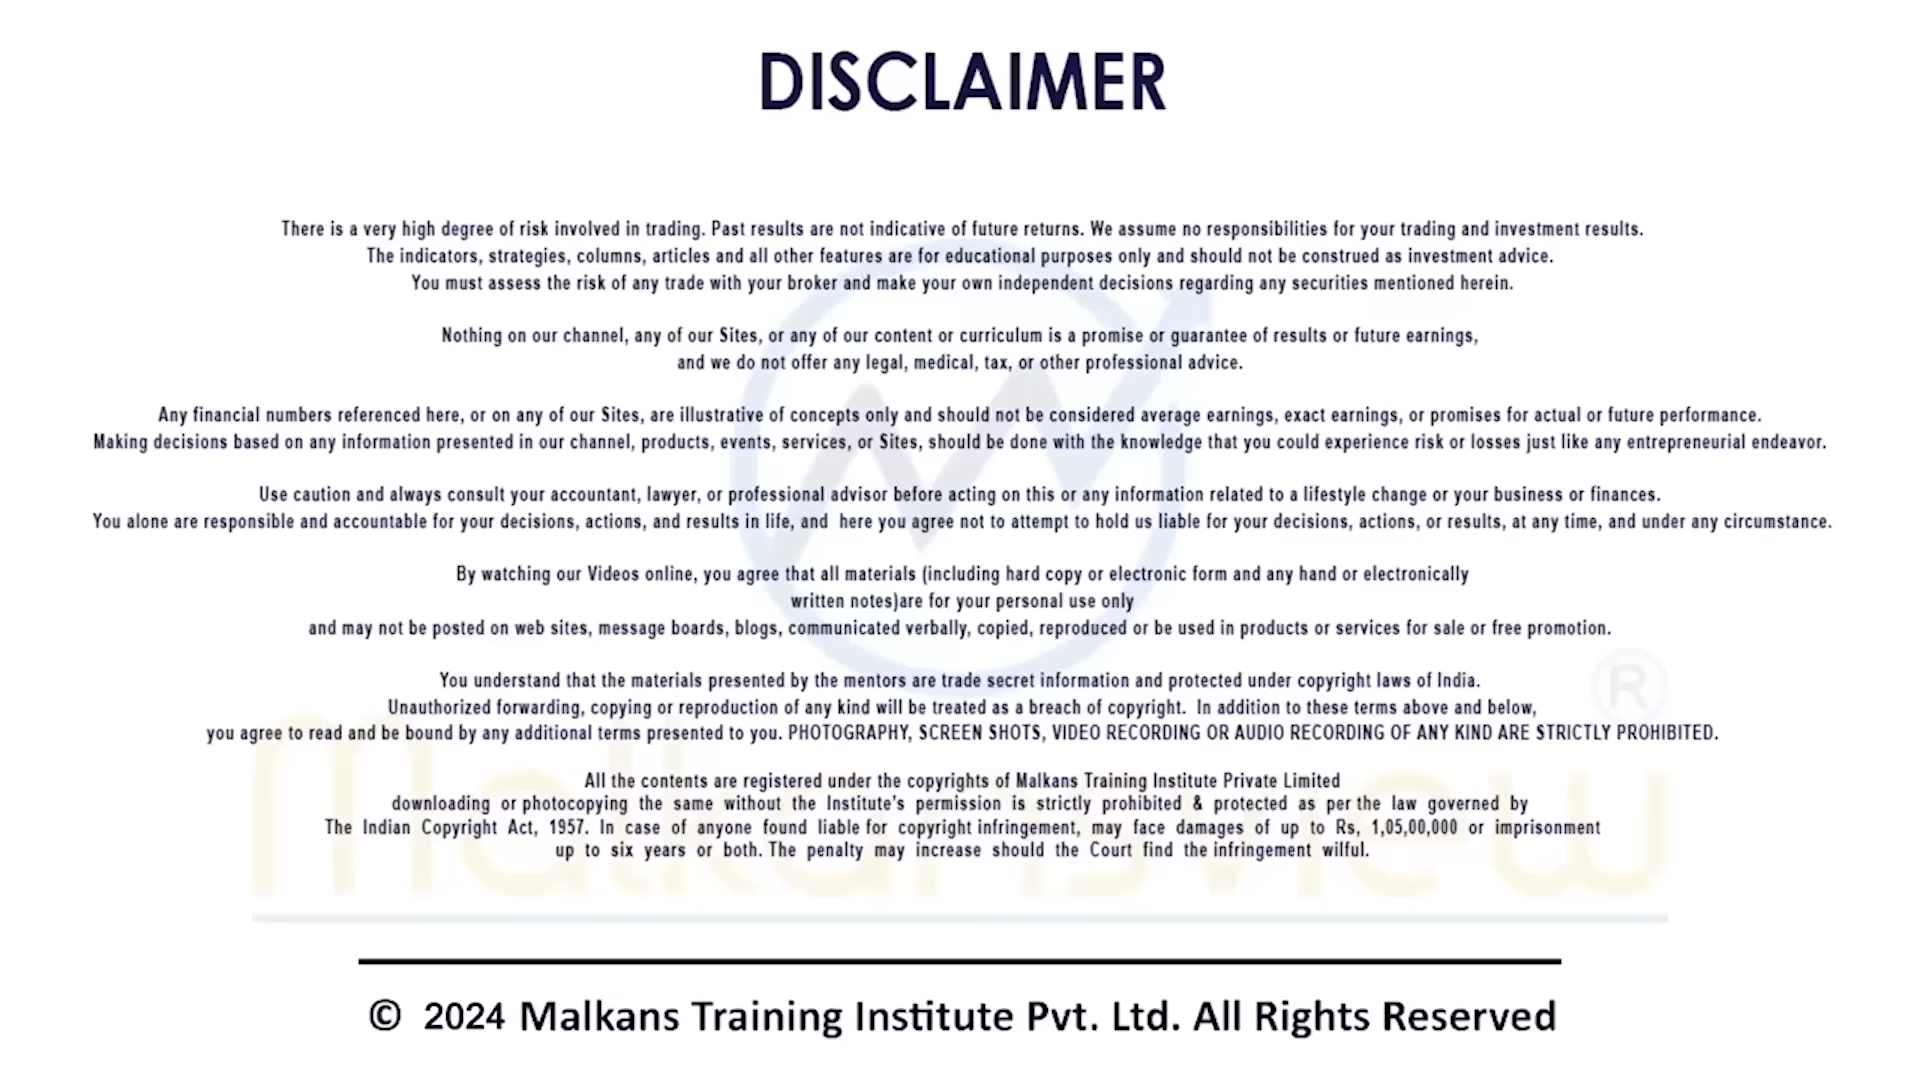 DISCLAIMER
There is a very high degree of risk involved in trading. Past results are not indicative of future returns. We assume no responsibilities for your trading and investment results.
The indicators, strategies, columns, articles and all other features are for educational purposes only and should not be construed as investment advice.
You must assess the risk of any trade with your broker and make your own independent decisions regarding any securities mentioned herein.
Nothing on our channel, any of our Sites, or any of our content or curriculum is a promise or guarantee of results or future earnings,
and we do not offer any legal, medical, tax, or other professional advice.
Any financial numbers referenced here, or on any of our Sites, are illustrative of concepts only and should not be considered average earnings, exact earnings, or promises for actual or future performance.
Making decisions based on any information presented in our channel, products, events, services, or Sites, should be done with the knowledge that you could experience risk or losses just like any entrepreneurial endeavor.
Use caution and always consult your accountant, lawyer, or professional advisor before acting on this or any information related to a lifestyle change or your business or finances.
You alone are responsible and accountable for your decisions, actions, and results in life, and here you agree not to attempt to hold us liable for your decisions, actions, or results, at any time, and under any circumstance.
By watching our Videos online, you agree that all materials (including hard copy or electronic form and any hand or electronically
written notes)are for your personal use only
and may not be posted on web sites, message boards, blogs, communicated verbally, copied, reproduced or be used in products or services for sale or free promotion.
You understand that the materials presented by the mentors are trade secret information and protected under copyright laws of India.
Unauthorized forwarding, copying or reproduction of any kind will be treated as a breach of copyright. In addition to these terms above and below,
you agree to read and be bound by any additional terms presented to you. PHOTOGRAPHY, SCREEN SHOTS, VIDEO RECORDING OR AUDIO RECORDING OF ANY KIND ARE STRICTLY PROHIBITED.
All the contents are registered under the copyrights of Malkans Training Institute Private Limited
downloading or photocopying the same without the Institute's permission is strictly prohibited & protected as per the law governed by
The Indian Copyright Act, 1957. In case of anyone found liable for copyright infringement, may face damages of up to Rs, 1,05,00,000 or imprisonment
up to six years or both. The penalty may increase should the Court find the infringement wilful.
Malkansview ®
© 2024 Malkans Training Institute Pvt. Ltd. All Rights Reserved